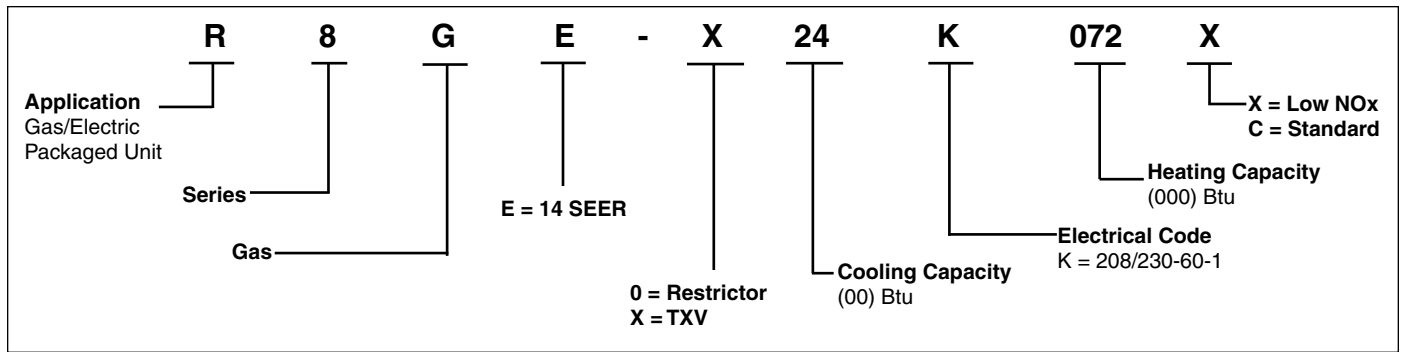 R 8 G E - X 24 K 072 X
Application
Gas/Electric
Packaged Unit
Series
Gas
E = 14 SEER
0 = Restrictor
X = TXV
Cooling Capacity
(00) Btu
Electrical Code
K = 208/230-60-1
Heating Capacity
(000) Btu
X = Low NOx
C = Standard